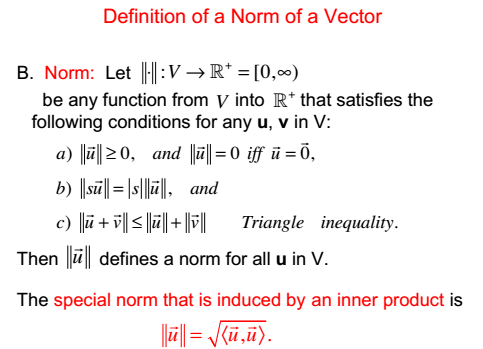 Definition of a Norm of a Vector
B. Norm: Let ‖·‖: V → ℝ⁺ = [0,∞)
be any function from V into ℝ⁺ that satisfies the
following conditions for any u, v in V:
a) ‖u⃗‖ ≥ 0, and ‖u⃗‖ = 0 iff u⃗ = 0⃗,
b) ‖su⃗‖ = |s|‖u⃗‖, and
c) ‖u⃗ + v⃗‖ ≤ ‖u⃗‖ + ‖v⃗‖ Triangle inequality.
Then ‖u⃗‖ defines a norm for all u in V.
The special norm that is induced by an inner product is
‖u⃗‖ = √⟨u⃗,u⃗⟩.